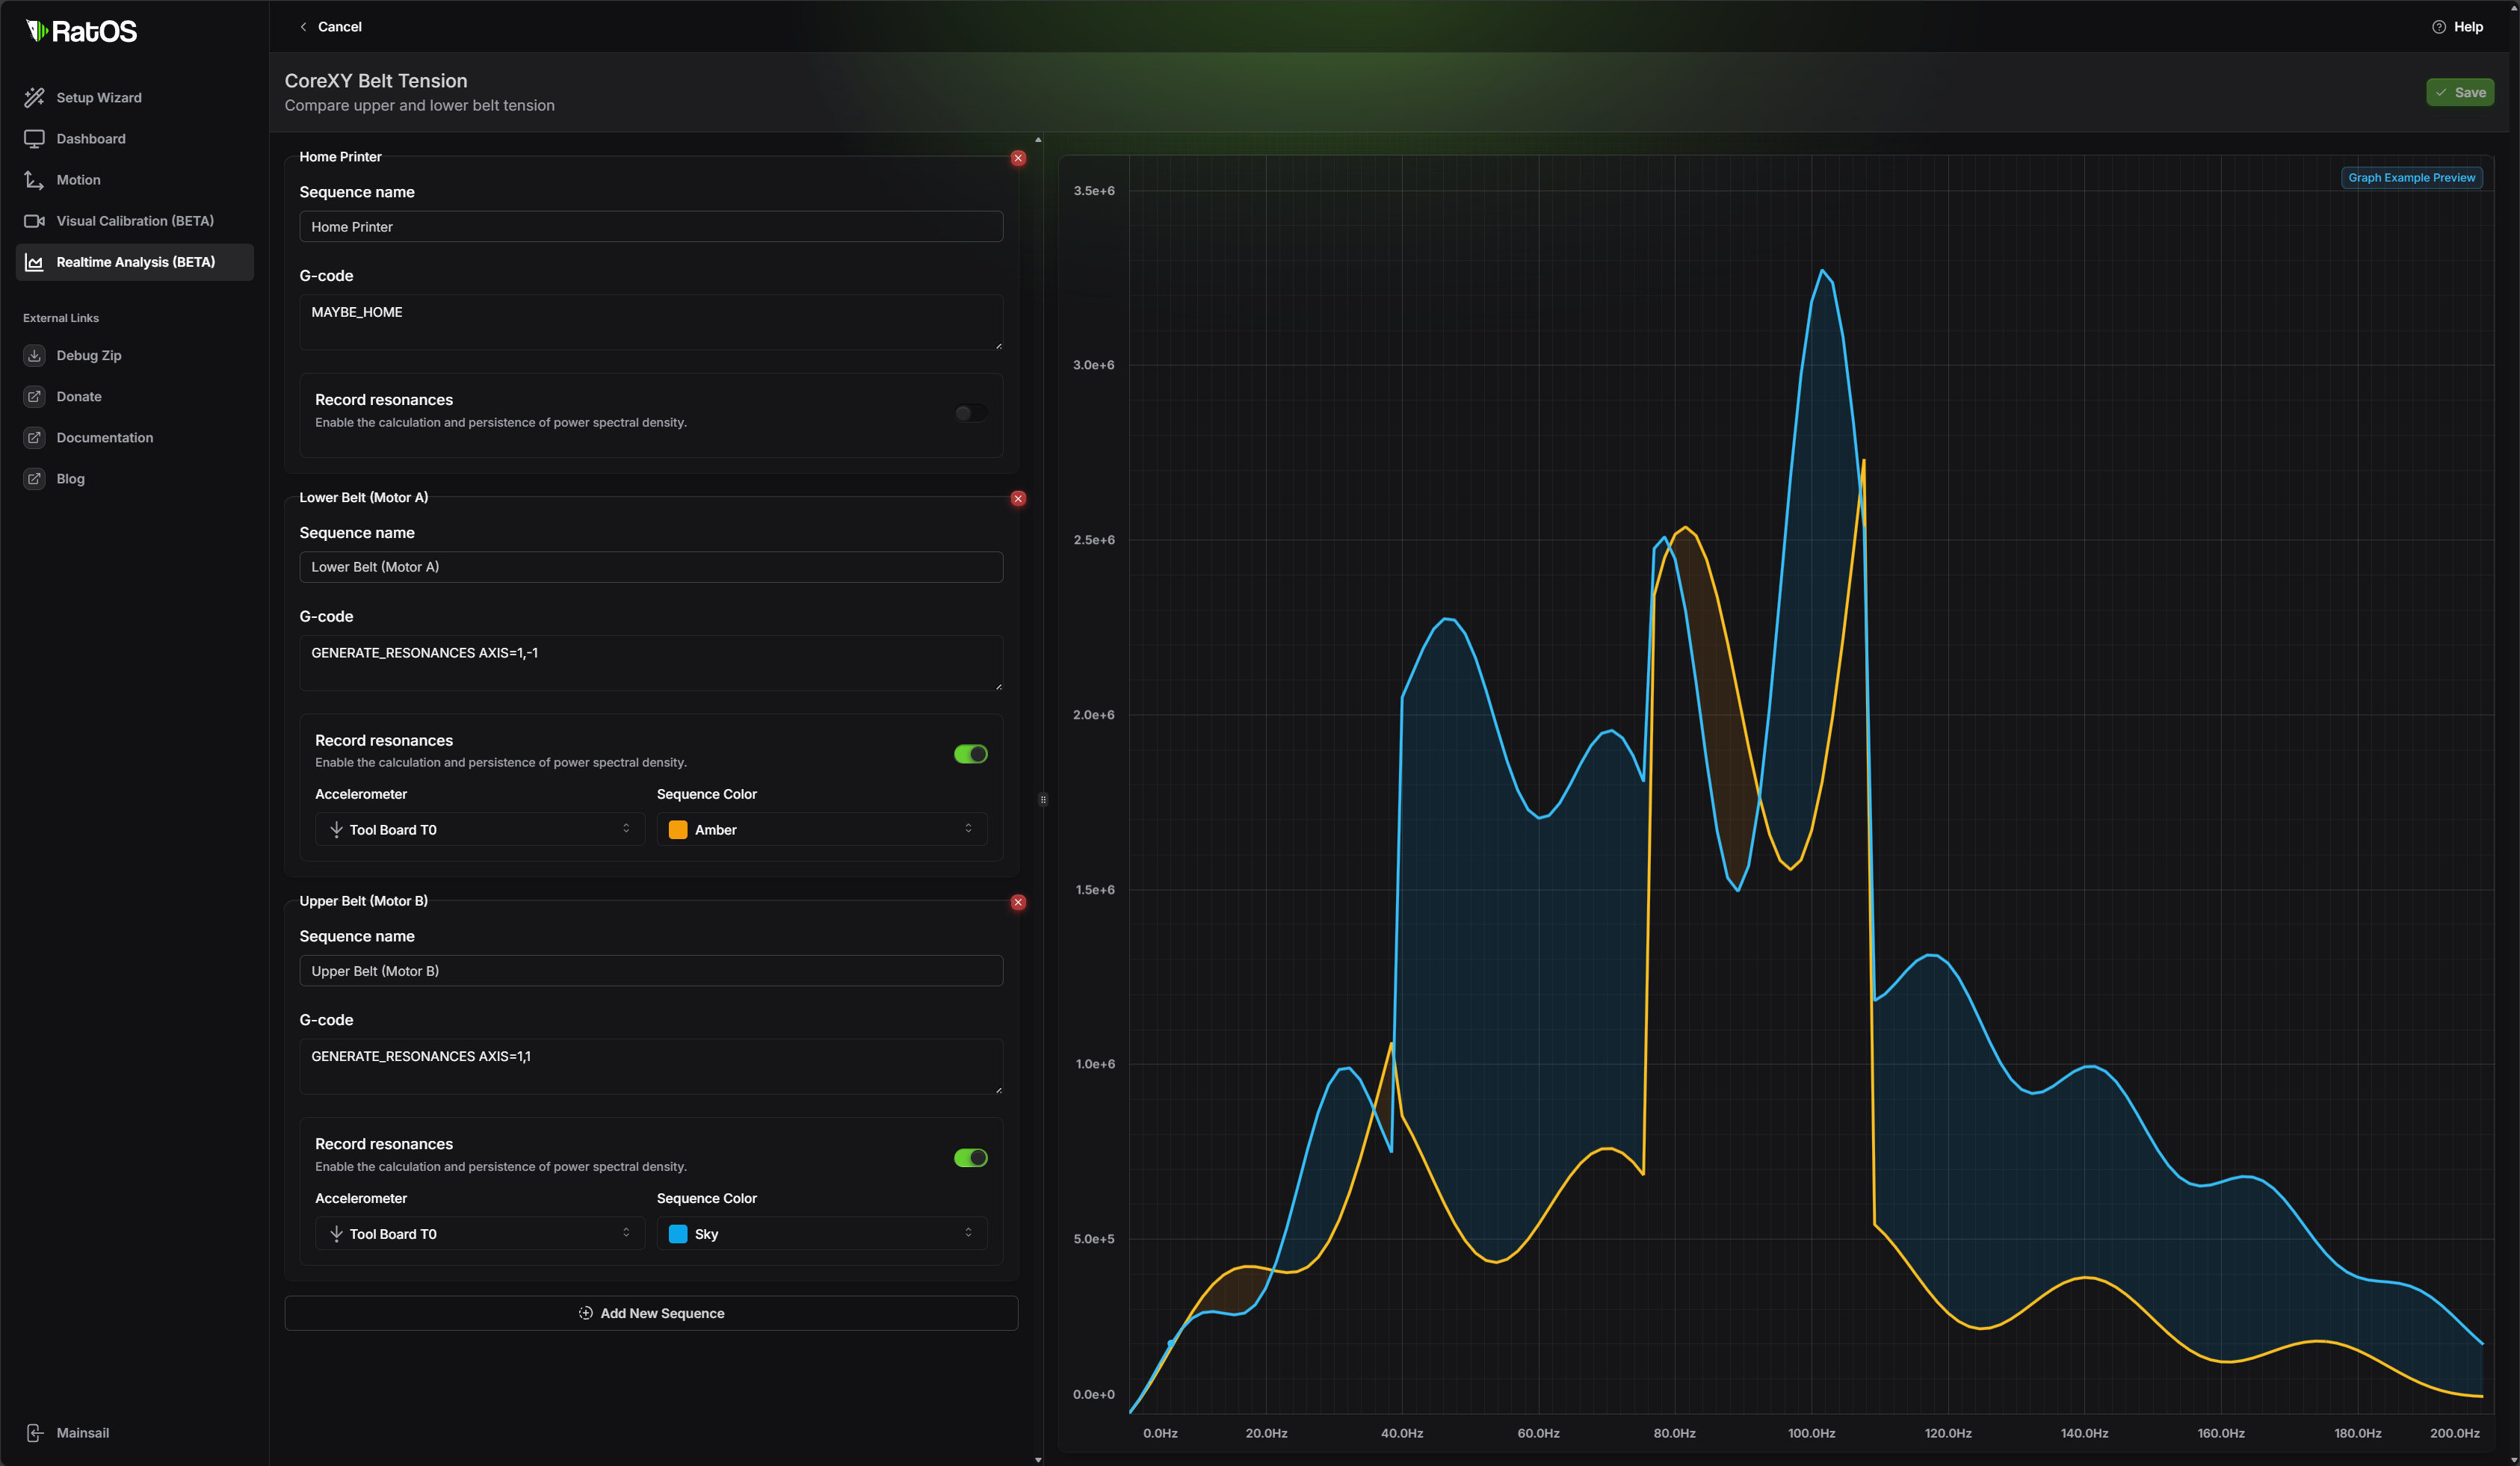 RatOS
Setup Wizard
Dashboard
Motion
Visual Calibration (BETA)
Realtime Analysis (BETA)
External Links
Debug Zip
Donate
Documentation
Blog
Mainsail
Cancel
Help
CoreXY Belt Tension
Compare upper and lower belt tension
Save
Home Printer
Sequence name
Home Printer
G-code
MAYBE_HOME
Record resonances
Enable the calculation and persistence of power spectral density.
Lower Belt (Motor A)
Sequence name
Lower Belt (Motor A)
G-code
GENERATE_RESONANCES AXIS=1,-1
Record resonances
Enable the calculation and persistence of power spectral density.
Accelerometer
Sequence Color
Tool Board T0
Amber
Upper Belt (Motor B)
Sequence name
Upper Belt (Motor B)
G-code
GENERATE_RESONANCES AXIS=1,1
Record resonances
Enable the calculation and persistence of power spectral density.
Accelerometer
Sequence Color
Tool Board T0
Sky
Add New Sequence
Graph Example Preview
3.5e+6
3.0e+6
2.5e+6
2.0e+6
1.5e+6
1.0e+6
5.0e+5
0.0e+0
0.0Hz
20.0Hz
40.0Hz
60.0Hz
80.0Hz
100.0Hz
120.0Hz
140.0Hz
160.0Hz
180.0Hz
200.0Hz